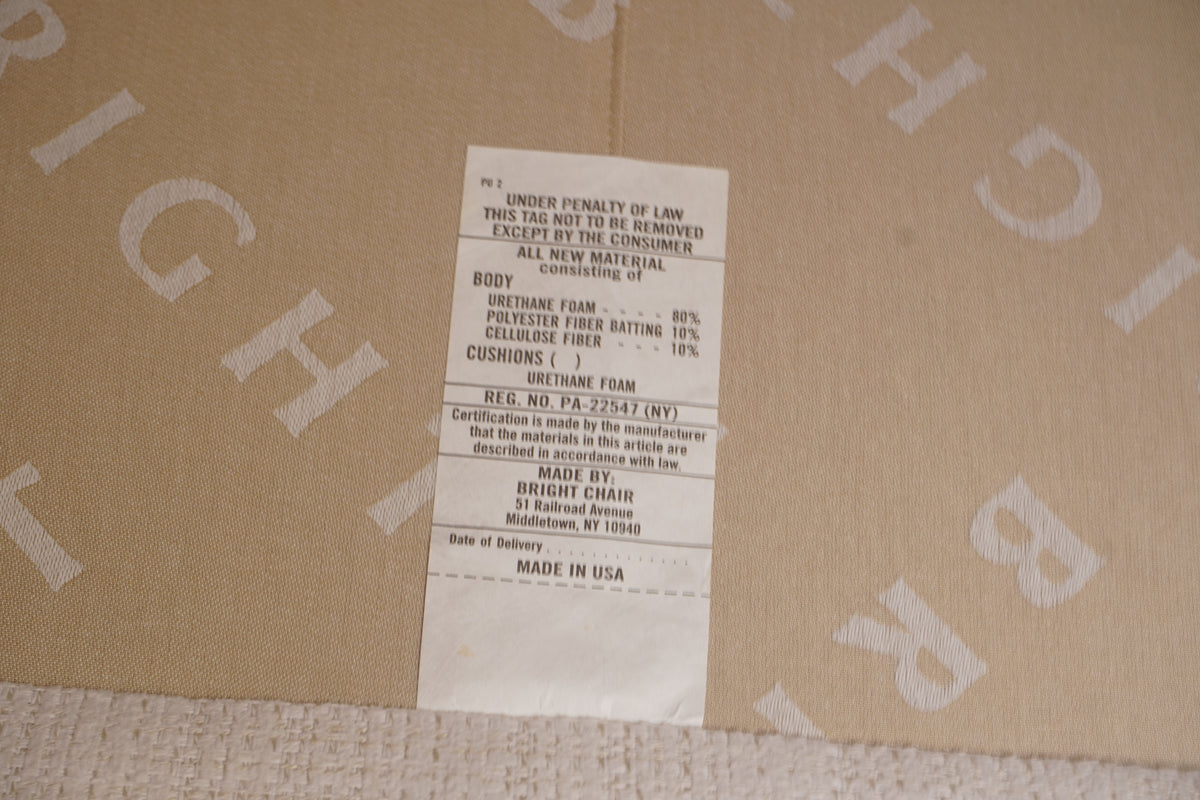 PU 2
UNDER PENALTY OF LAW
THIS TAG NOT TO BE REMOVED
EXCEPT BY THE CONSUMER
ALL NEW MATERIAL
consisting of
BODY
URETHANE FOAM - - - - 80%
POLYESTER FIBER BATTING 10%
CELLULOSE FIBER - - - 10%
CUSHIONS ( )
URETHANE FOAM
REG. NO. PA-22547 (NY)
Certification is made by the manufacturer
that the materials in this article are
described in accordance with law.
MADE BY:
BRIGHT CHAIR
51 Railroad Avenue
Middletown, NY 10940
Date of Delivery . . . . . . . . . . . . .
MADE IN USA
RIGHT
B
HGI
BR